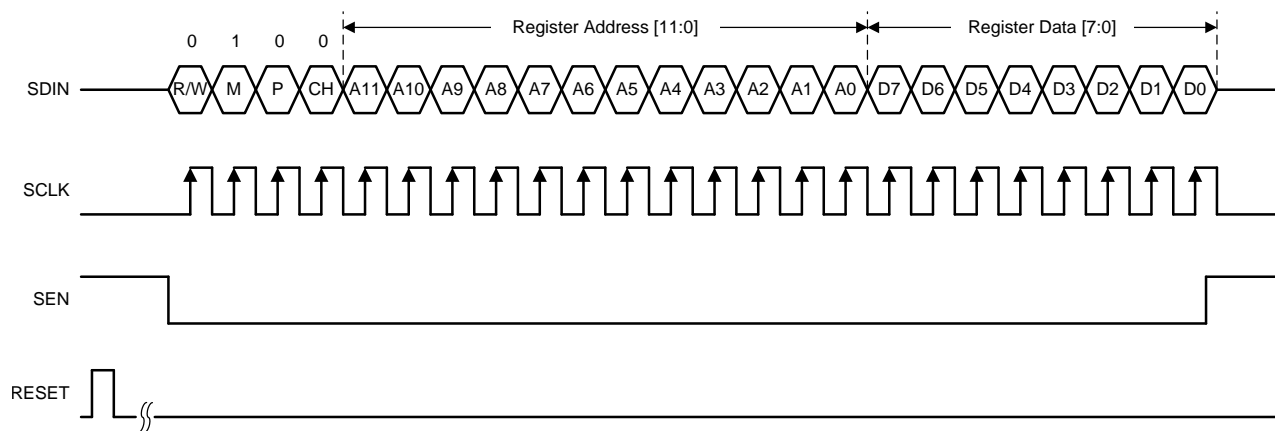 Register Address [11:0] Register Data [7:0]
0 1 0 0
SDIN R/W M P CH A11 A10 A9 A8 A7 A6 A5 A4 A3 A2 A1 A0 D7 D6 D5 D4 D3 D2 D1 D0
SCLK
SEN
RESET